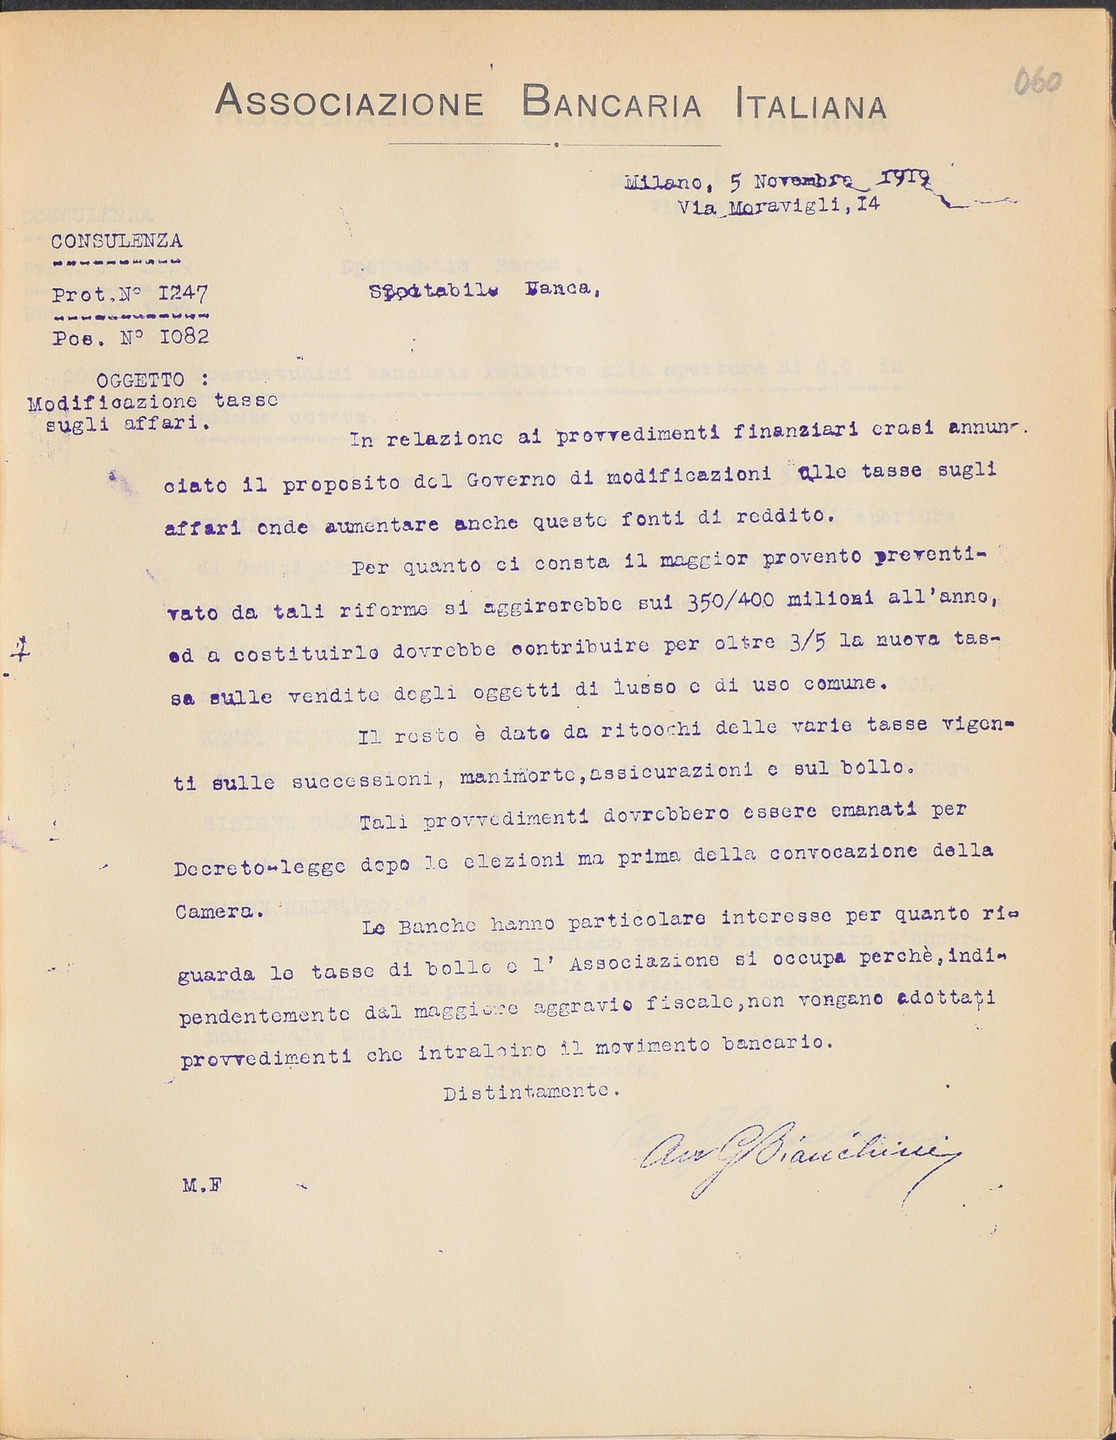 060
ASSOCIAZIONE BANCARIA ITALIANA
Milano, 5 Novembre 1919
Via Moravigli, I4
CONSULENZA
Prot.N° I247
Pos. N° I082
Spettabile Banca,
OGGETTO :
Modificazione tasse
sugli affari.
In relazione ai provvedimenti finanziari erasi annun-
ciato il proposito del Governo di modificazioni alle tasse sugli
affari onde aumentare anche queste fonti di reddito.
Per quanto ci consta il maggior provento preventi-
vato da tali riforme si aggirerebbe sui 350/400 milioni all'anno,
ed a costituirlo dovrebbe contribuire per oltre 3/5 la nuova tas-
sa sulle vendite degli oggetti di lusso e di uso comune.
Il resto è dato da ritocchi delle varie tasse vigen-
ti sulle successioni, manimorte,assicurazioni e sul bollo.
Tali provvedimenti dovrebbero essere emanati per
Decreto-legge dopo le elezioni ma prima della convocazione della
Camera.
Le Banche hanno particolare interesse per quanto ri-
guarda le tasse di bollo e l' Associazione si occupa perchè,indi-
pendentemente dal maggiore aggravio fiscale,non vengano adottati
provvedimenti che intralcino il movimento bancario.
Distintamente.
Avv G Bianchini
M.F